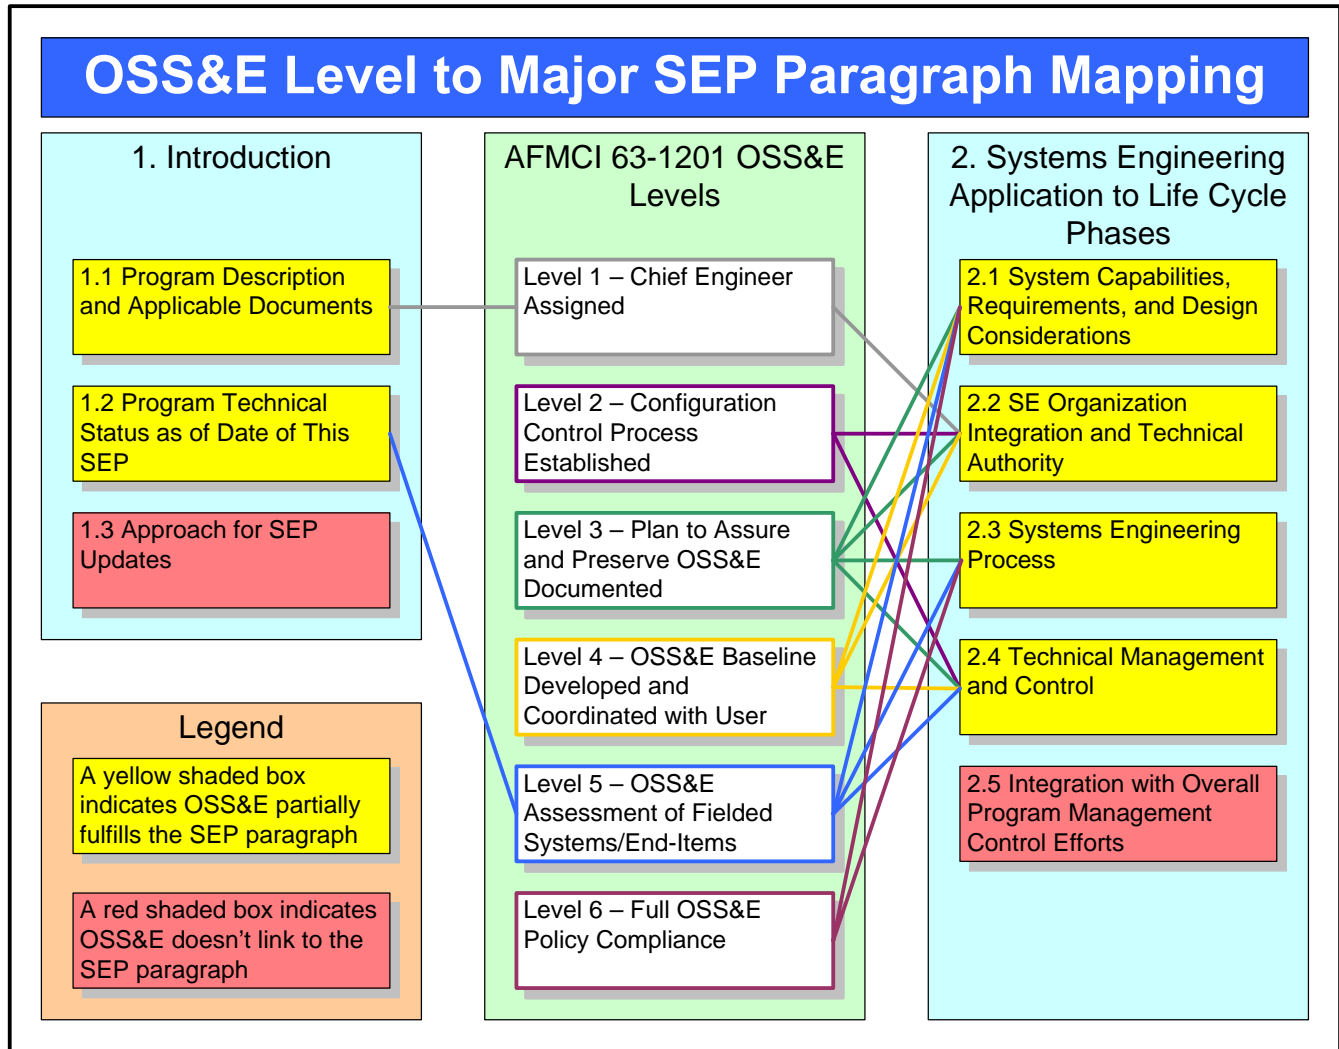 OSS&E Level to Major SEP Paragraph Mapping
1. Introduction
1.1 Program Description
and Applicable Documents
1.2 Program Technical
Status as of Date of This
SEP
1.3 Approach for SEP
Updates
Legend
A yellow shaded box
indicates OSS&E partially
fulfills the SEP paragraph
A red shaded box indicates
OSS&E doesn’t link to the
SEP paragraph
AFMCI 63-1201 OSS&E
Levels
Level 1 – Chief Engineer
Assigned
Level 2 – Configuration
Control Process
Established
Level 3 – Plan to Assure
and Preserve OSS&E
Documented
Level 4 – OSS&E Baseline
Developed and
Coordinated with User
Level 5 – OSS&E
Assessment of Fielded
Systems/End-Items
Level 6 – Full OSS&E
Policy Compliance
2. Systems Engineering
Application to Life Cycle
Phases
2.1 System Capabilities,
Requirements, and Design
Considerations
2.2 SE Organization
Integration and Technical
Authority
2.3 Systems Engineering
Process
2.4 Technical Management
and Control
2.5 Integration with Overall
Program Management
Control Efforts